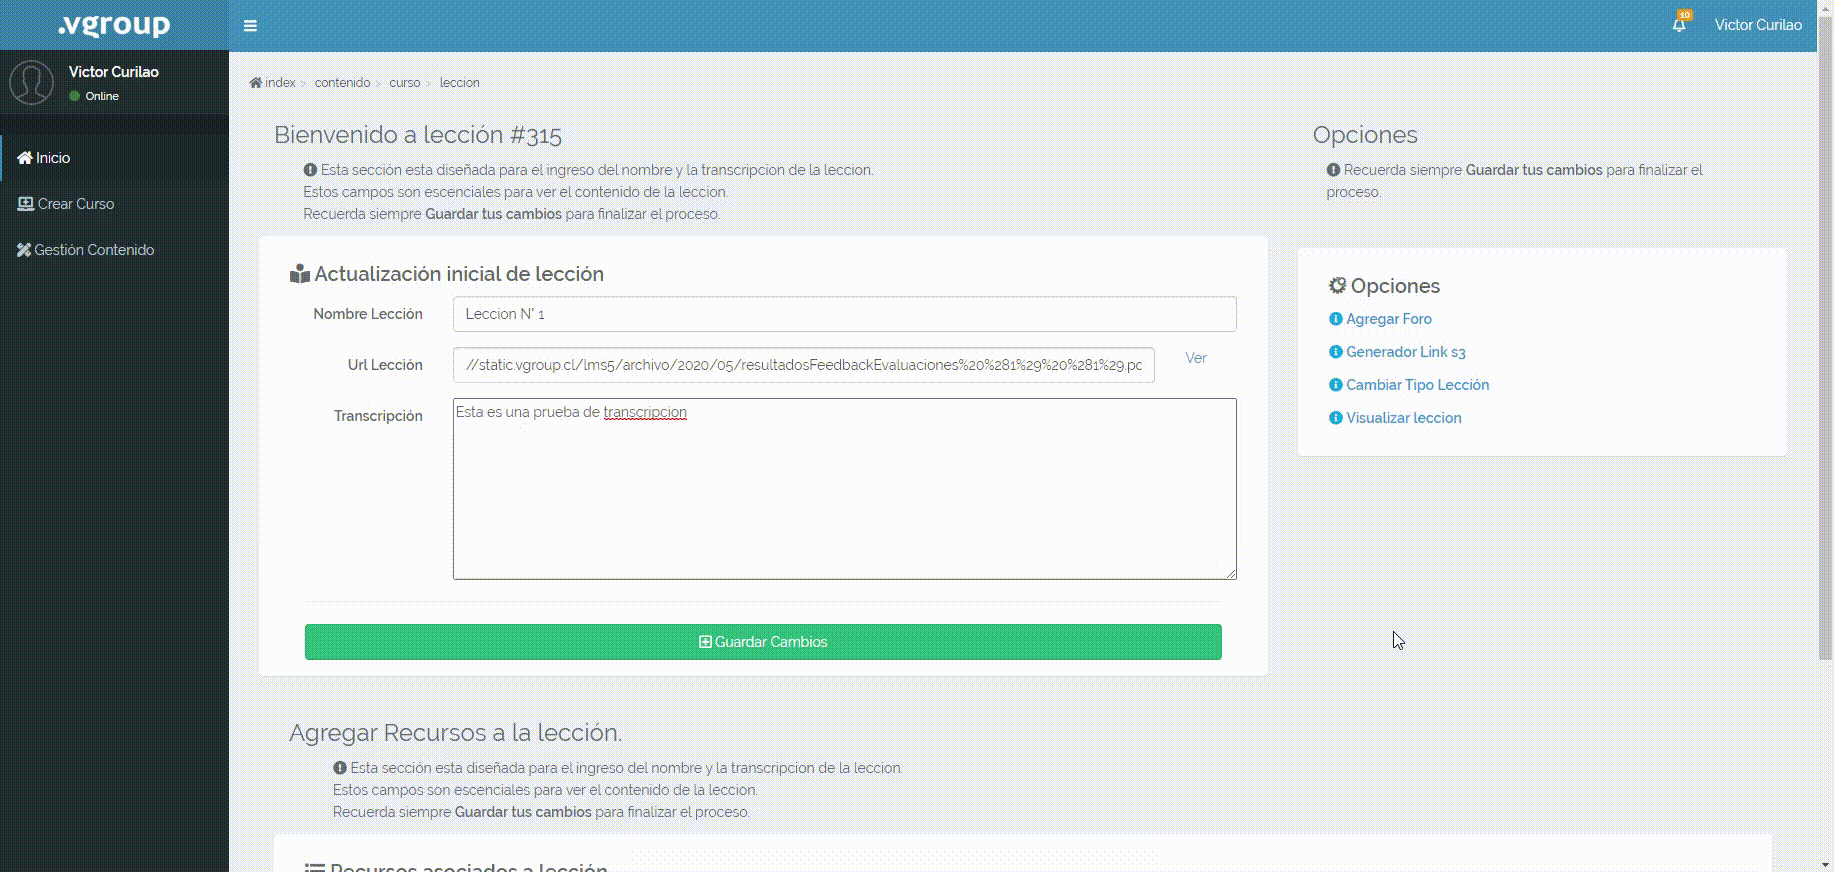 .vgroup
10
Victor Curilao
Victor Curilao
Online
Inicio
Crear Curso
Gestión Contenido
index > contenido > curso > leccion
Bienvenido a lección #315
Esta sección esta diseñada para el ingreso del nombre y la transcripcion de la leccion.
Estos campos son escenciales para ver el contenido de la leccion.
Recuerda siempre Guardar tus cambios para finalizar el proceso.
Actualización inicial de lección
Nombre Lección Leccion N° 1
Url Lección //static.vgroup.cl/lms5/archivo/2020/05/resultadosFeedbackEvaluaciones%20%281%29%20%281%29.pc Ver
Transcripción Esta es una prueba de transcripcion
Guardar Cambios
Opciones
Recuerda siempre Guardar tus cambios para finalizar el
proceso.
Opciones
Agregar Foro
Generador Link s3
Cambiar Tipo Lección
Visualizar leccion
Agregar Recursos a la lección.
Esta sección esta diseñada para el ingreso del nombre y la transcripcion de la leccion.
Estos campos son escenciales para ver el contenido de la leccion.
Recuerda siempre Guardar tus cambios para finalizar el proceso.
Recursos asociados a lección